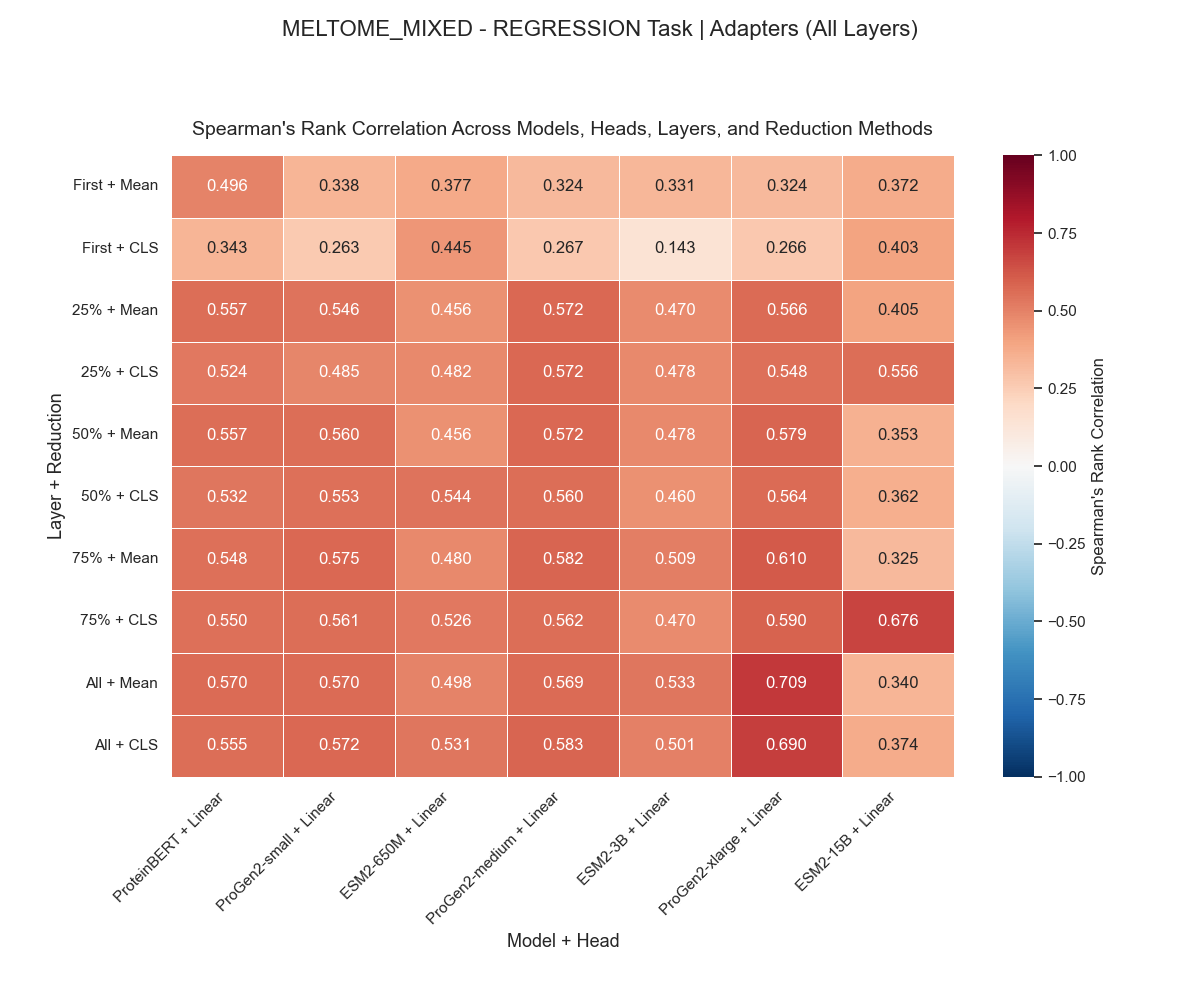 MELTOME_MIXED - REGRESSION Task | Adapters (All Layers)
Spearman's Rank Correlation Across Models, Heads, Layers, and Reduction Methods
Layer + Reduction
First + Mean 0.496 0.338 0.377 0.324 0.331 0.324 0.372
First + CLS 0.343 0.263 0.445 0.267 0.143 0.266 0.403
25% + Mean 0.557 0.546 0.456 0.572 0.470 0.566 0.405
25% + CLS 0.524 0.485 0.482 0.572 0.478 0.548 0.556
50% + Mean 0.557 0.560 0.456 0.572 0.478 0.579 0.353
50% + CLS 0.532 0.553 0.544 0.560 0.460 0.564 0.362
75% + Mean 0.548 0.575 0.480 0.582 0.509 0.610 0.325
75% + CLS 0.550 0.561 0.526 0.562 0.470 0.590 0.676
All + Mean 0.570 0.570 0.498 0.569 0.533 0.709 0.340
All + CLS 0.555 0.572 0.531 0.583 0.501 0.690 0.374
ProteinBERT + Linear
ProGen2-small + Linear
ESM2-650M + Linear
ProGen2-medium + Linear
ESM2-3B + Linear
ProGen2-xlarge + Linear
ESM2-15B + Linear
Model + Head
1.00
0.75
0.50
0.25
0.00
−0.25
−0.50
−0.75
−1.00
Spearman's Rank Correlation